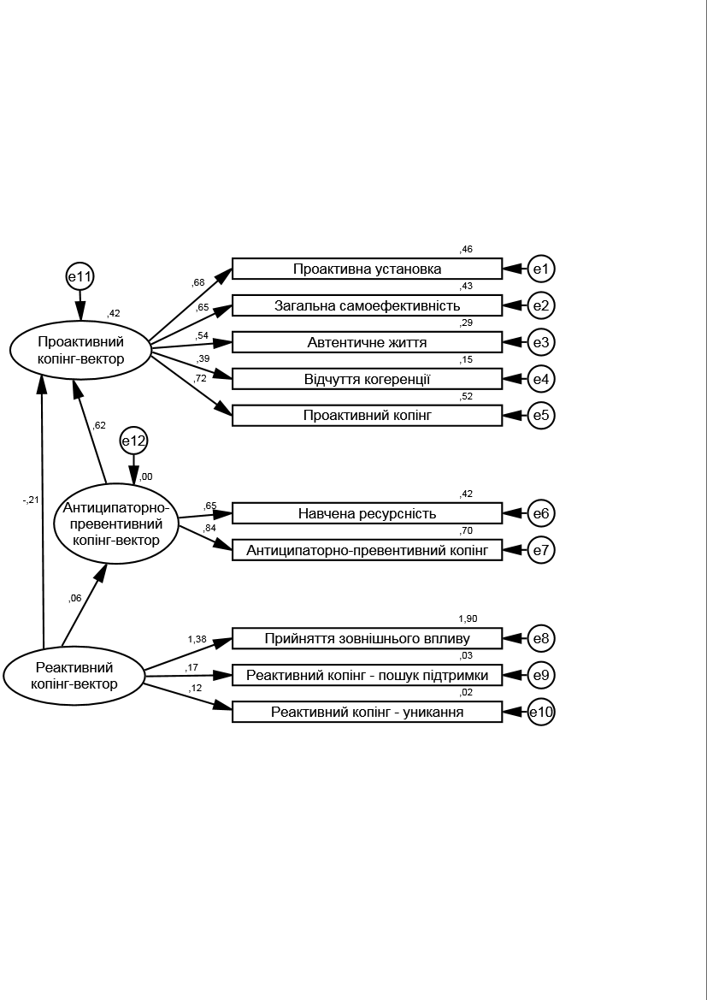 ,46
Проактивна установка
e1
e11
,68
,43
Загальна самоефективність
e2
,65
,42
,29
Автентичне життя
e3
,54
Проактивний
копінг-вектор
,39
,15
Відчуття когеренції
e4
,72
,52
Проактивний копінг
e5
,62
e12
,00
-,21
Антиципаторно-
превентивний
копінг-вектор
,65
,42
Навчена ресурсність
e6
,84
,70
Антиципаторно-превентивний копінг
e7
,06
1,38
1,90
Прийняття зовнішнього впливу
e8
Реактивний
копінг-вектор
,17
,03
Реактивний копінг - пошук підтримки
e9
,12
,02
Реактивний копінг - уникання
e10